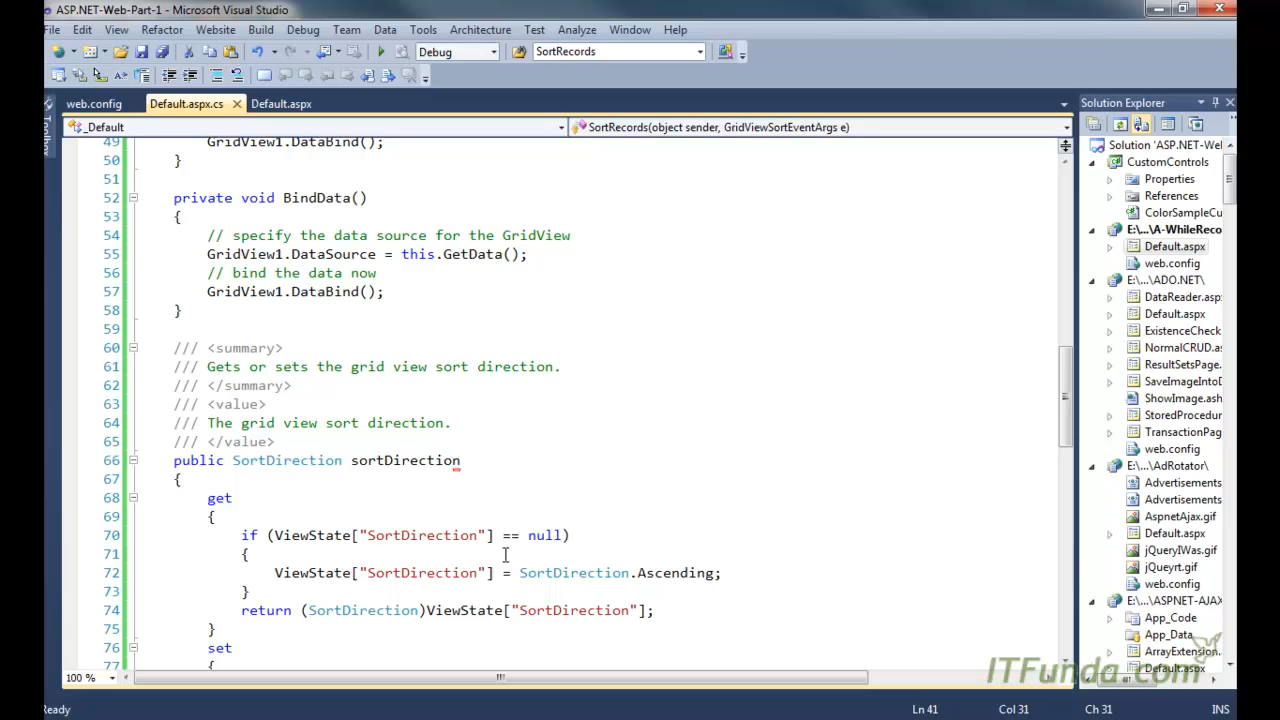 ASP.NET-Web-Part-1 - Microsoft Visual Studio
File Edit View Refactor Website Build Debug Team Data Tools Architecture Test Analyze Window Help
Debug SortRecords
web.config Default.aspx.cs Default.aspx
_Default SortRecords(object sender, GridViewSortEventArgs e)
49 GridView1.DataBind();
50 }
51
52 private void BindData()
53 {
54 // specify the data source for the GridView
55 GridView1.DataSource = this.GetData();
56 // bind the data now
57 GridView1.DataBind();
58 }
59
60 /// <summary>
61 /// Gets or sets the grid view sort direction.
62 /// </summary>
63 /// <value>
64 /// The grid view sort direction.
65 /// </value>
66 public SortDirection sortDirection
67 {
68 get
69 {
70 if (ViewState["SortDirection"] == null)
71 {
72 ViewState["SortDirection"] = SortDirection.Ascending;
73 }
74 return (SortDirection)ViewState["SortDirection"];
75 }
76 set
77 {
100 %
Ready Ln 41 Col 31 Ch 31 INS
Toolbox
Solution Explorer
Solution 'ASP.NET-We
CustomControls
Properties
References
ColorSampleCu
E:\...\A-WhileReco
Default.aspx
web.config
E:\...\ADO.NET\
DataReader.asp
Default.aspx
ExistenceCheck
NormalCRUD.as
ResultSetsPage.
SaveImageIntoD
ShowImage.ash
StoredProcedur
TransactionPag
web.config
E:\...\AdRotator\
Advertisements
Advertisements
AspnetAjax.gif
Default.aspx
jQueryIWas.gif
jQueyrt.gif
web.config
E:\...\ASPNET-AJAX
App_Code
App_Data
ArrayExtension.
Default.aspx
ITFunda.com